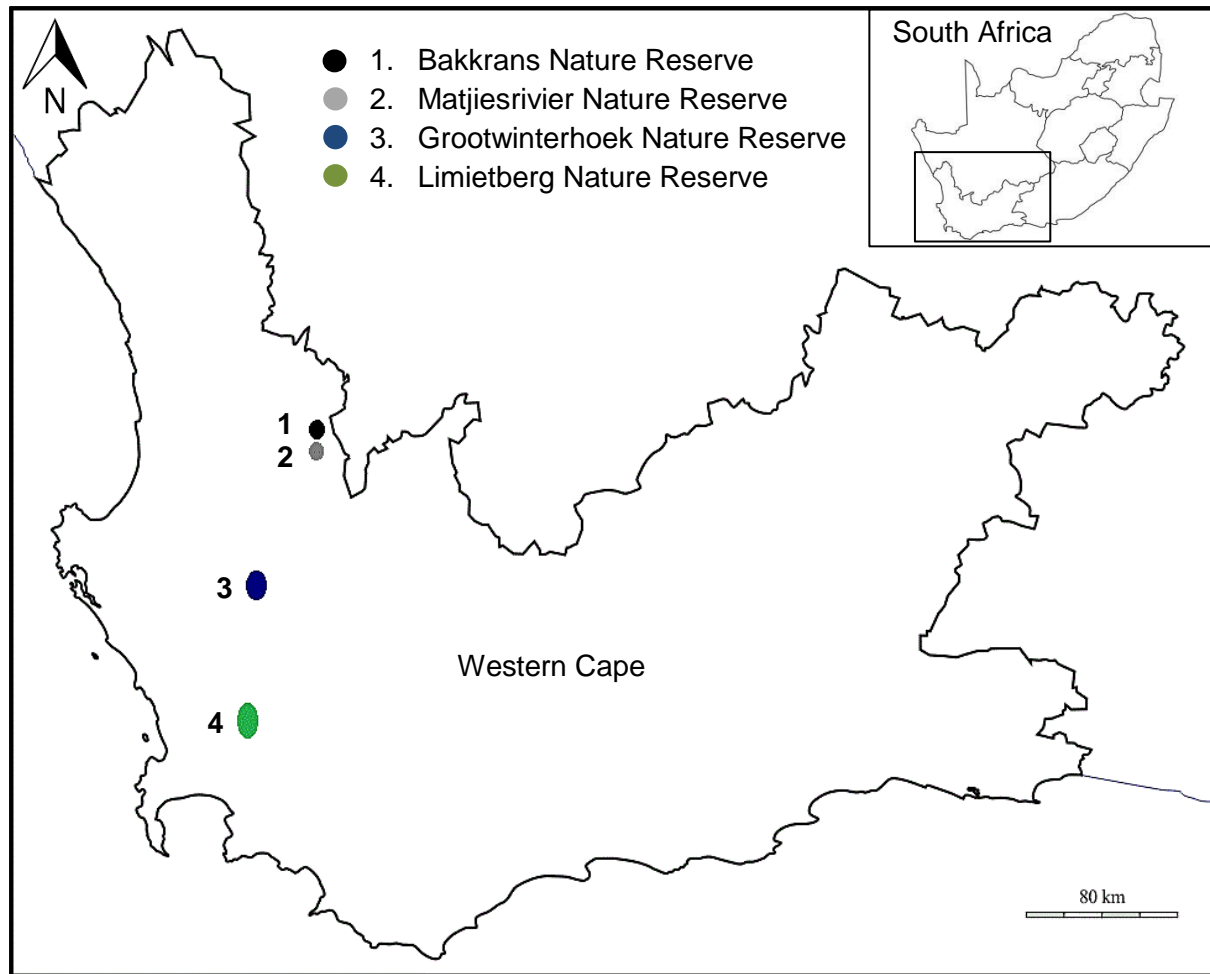 South Africa
N
1. Bakkrans Nature Reserve
2. Matjiesrivier Nature Reserve
3. Grootwinterhoek Nature Reserve
4. Limietberg Nature Reserve
1
2
3
Western Cape
4
80 km